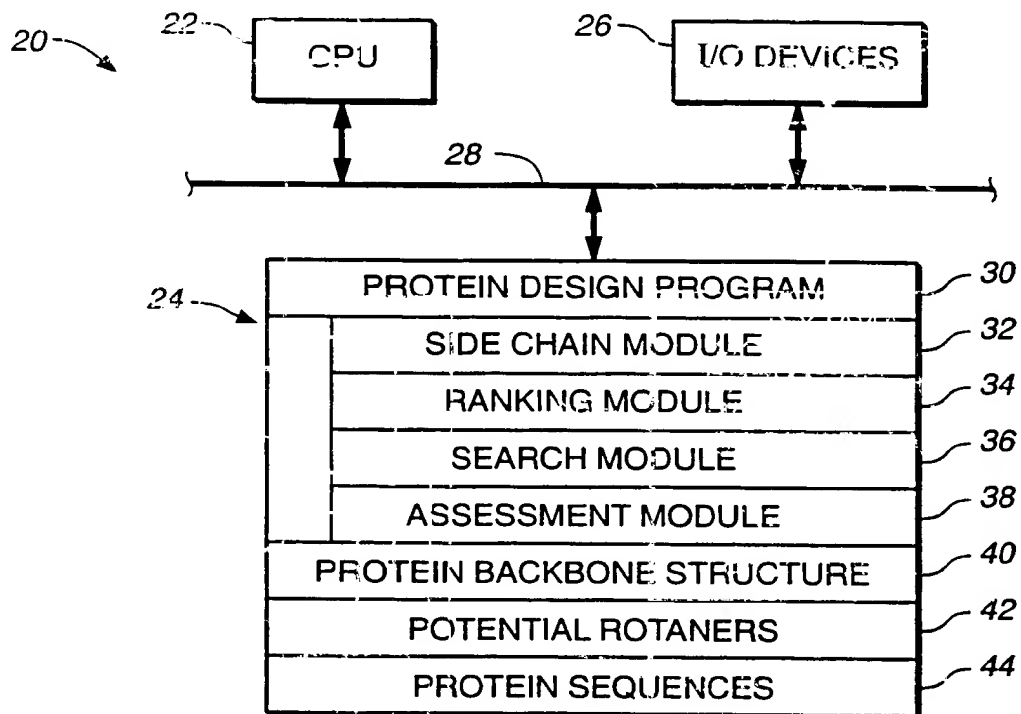 20
22
CPU
26
I/O DEVICES
28
24
PROTEIN DESIGN PROGRAM
30
SIDE CHAIN MODULE
32
RANKING MODULE
34
SEARCH MODULE
36
ASSESSMENT MODULE
38
PROTEIN BACKBONE STRUCTURE
40
POTENTIAL ROTANERS
42
PROTEIN SEQUENCES
44